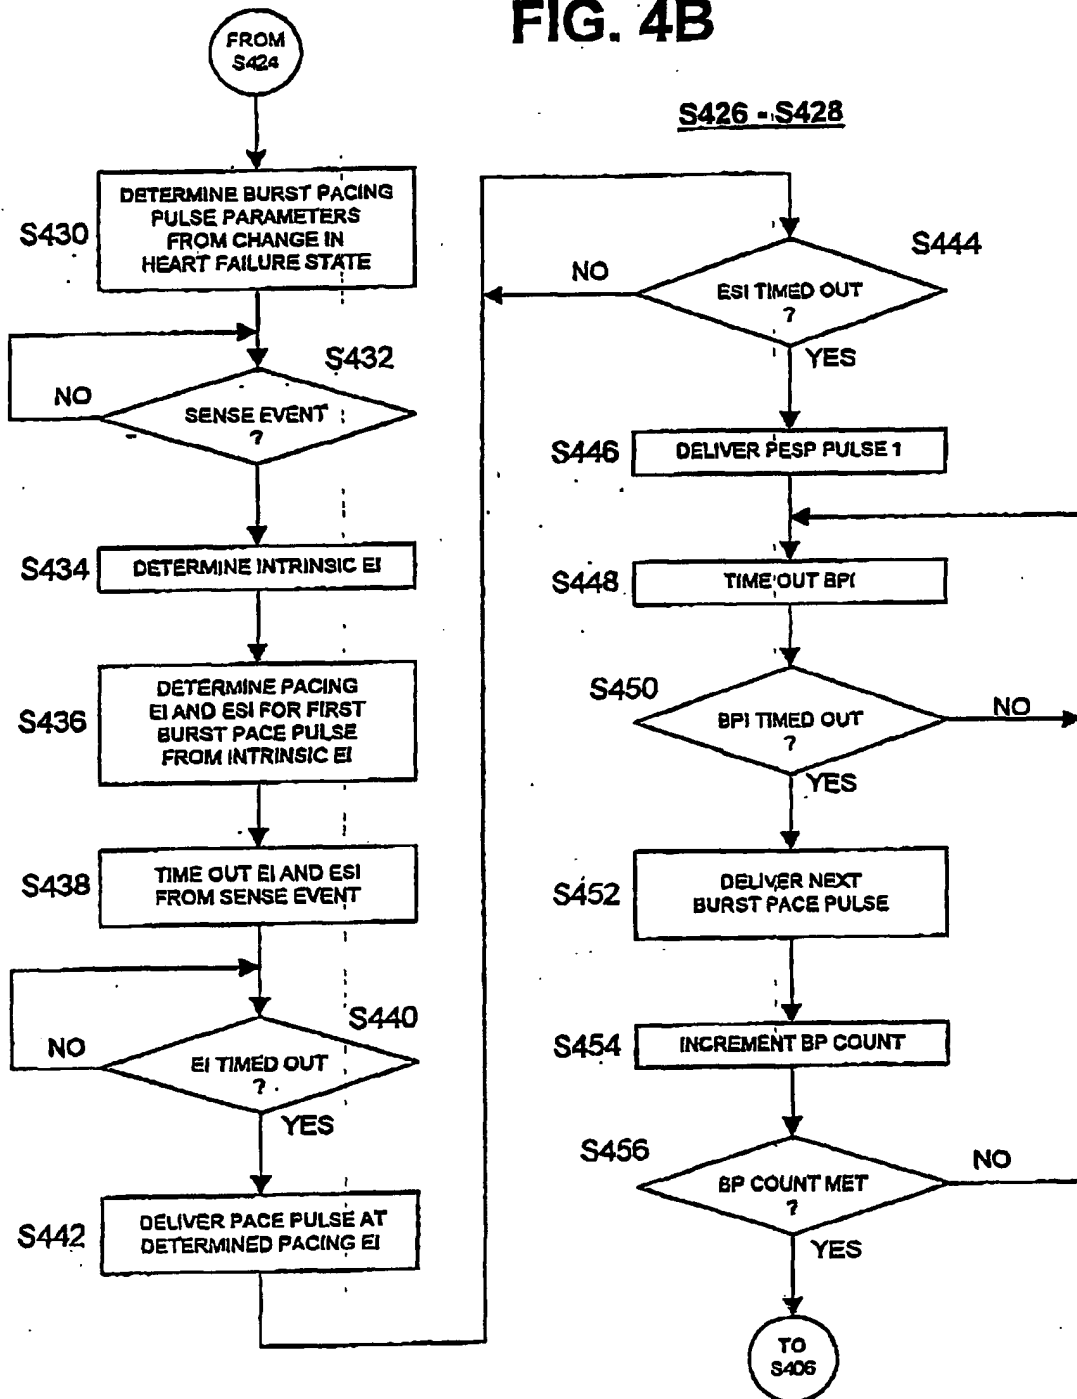 FIG. 4B
FROM
S424
S426 - S428
S430
DETERMINE BURST PACING
PULSE PARAMETERS
FROM CHANGE IN
HEART FAILURE STATE
S432
NO
SENSE EVENT
?
S434
DETERMINE INTRINSIC EI
S436
DETERMINE PACING
EI AND ESI FOR FIRST
BURST PACE PULSE
FROM INTRINSIC EI
S438
TIME OUT EI AND ESI
FROM SENSE EVENT
S440
NO
EI TIMED OUT
?
YES
S442
DELIVER PACE PULSE AT
DETERMINED PACING EI
S444
NO
ESI TIMED OUT
?
YES
S446
DELIVER PESP PULSE 1
S448
TIME OUT BPI
S450
BPI TIMED OUT
?
NO
YES
S452
DELIVER NEXT
BURST PACE PULSE
S454
INCREMENT BP COUNT
S456
BP COUNT MET
?
NO
YES
TO
S406